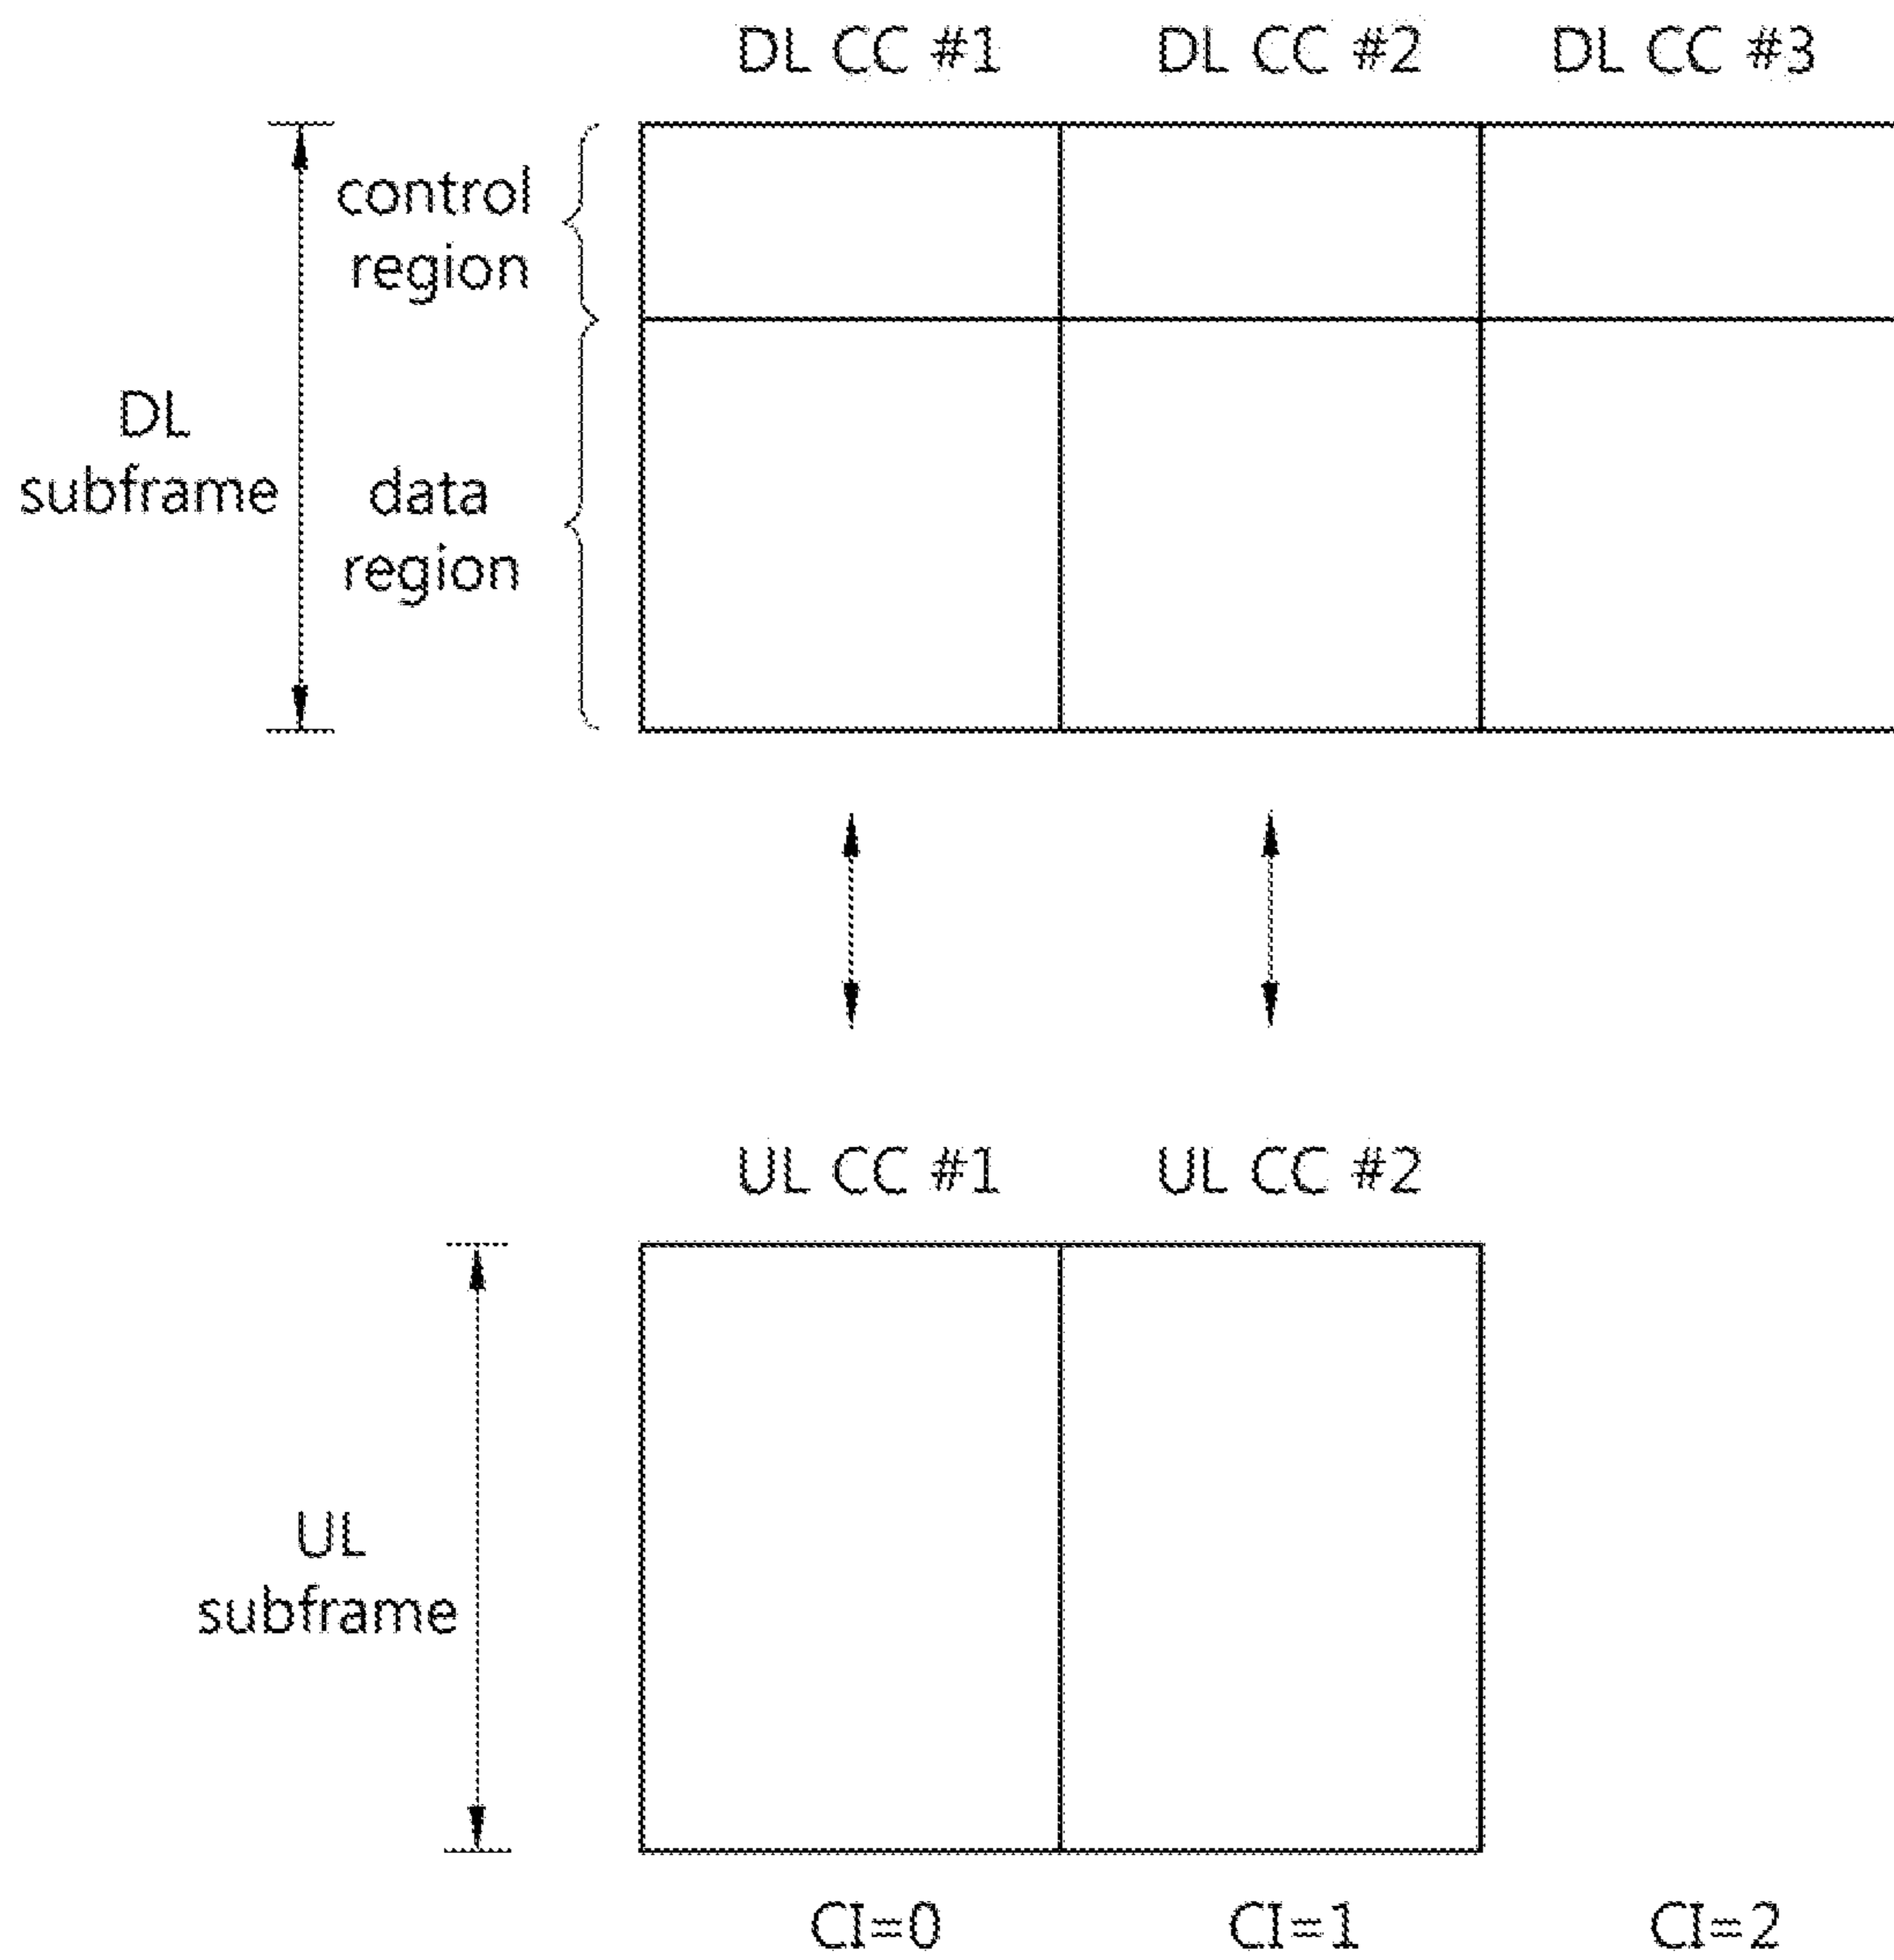 DL CC #1 DL CC #2 DL CC #3
control
region
DL
subframe
data
region
UL CC #1 UL CC #2
UL
subframe
CI=0 CI=1 CI=2